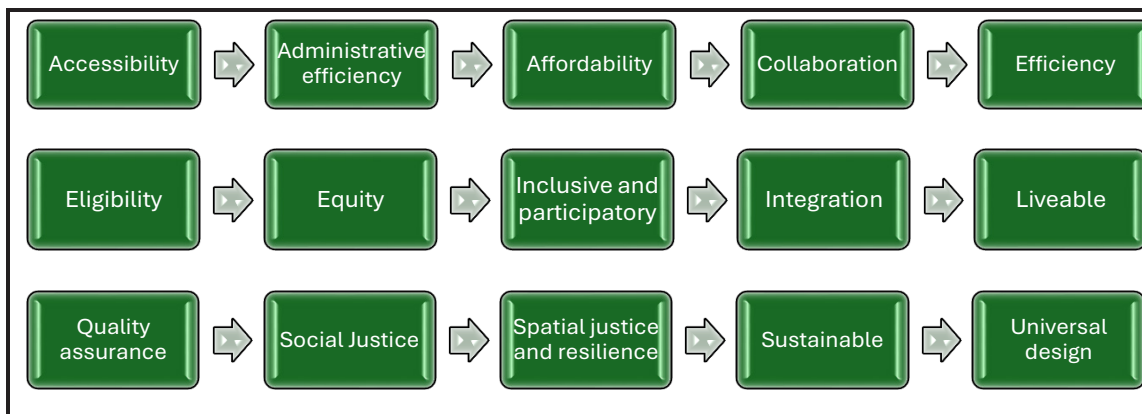 Accessibility
Administrative
efficiency
Affordability
Collaboration
Efficiency
Eligibility
Equity
Inclusive and
participatory
Integration
Liveable
Quality
assurance
Social Justice
Spatial justice
and resilience
Sustainable
Universal
design